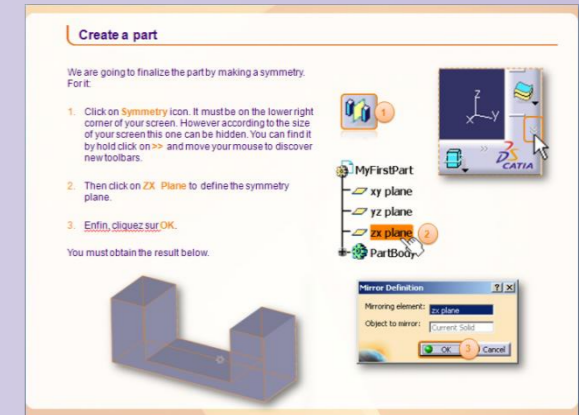 Create a part
We are going to finalize the part by making a symmetry.
For it:
1. Click on Symmetry icon. It must be on the lower right
corner of your screen. However according to the size
of your screen this one can be hidden. You can find it
by hold click on >> and move your mouse to discover
new toolbars.
2. Then click on ZX Plane to define the symmetry
plane.
3. Enfin, cliquez sur OK.
You must obtain the result below.
1
z
y
x
>>
DS
CATIA
MyFirstPart
xy plane
yz plane
zx plane
2
PartBody
Mirror Definition
? X
Mirroring element: zx plane
Object to mirror: Current Solid
OK
3
Cancel